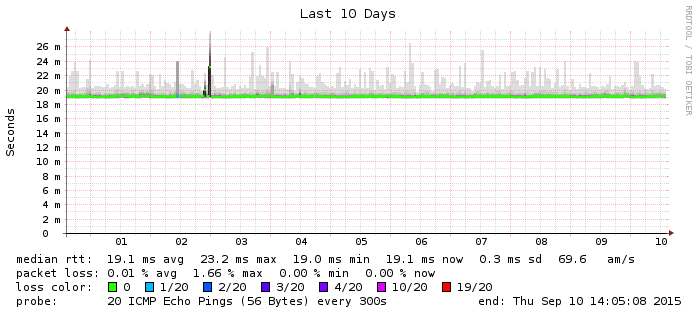 Last 10 Days
RRDTOOL / TOBI OETIKER
Seconds
26 m
24 m
22 m
20 m
18 m
16 m
14 m
12 m
10 m
8 m
6 m
4 m
2 m
0
01 02 03 04 05 06 07 08 09 10
median rtt: 19.1 ms avg 23.2 ms max 19.0 ms min 19.1 ms now 0.3 ms sd 69.6 am/s
packet loss: 0.01 % avg 1.66 % max 0.00 % min 0.00 % now
loss color: 0 1/20 2/20 3/20 4/20 10/20 19/20
probe: 20 ICMP Echo Pings (56 Bytes) every 300s end: Thu Sep 10 14:05:08 2015